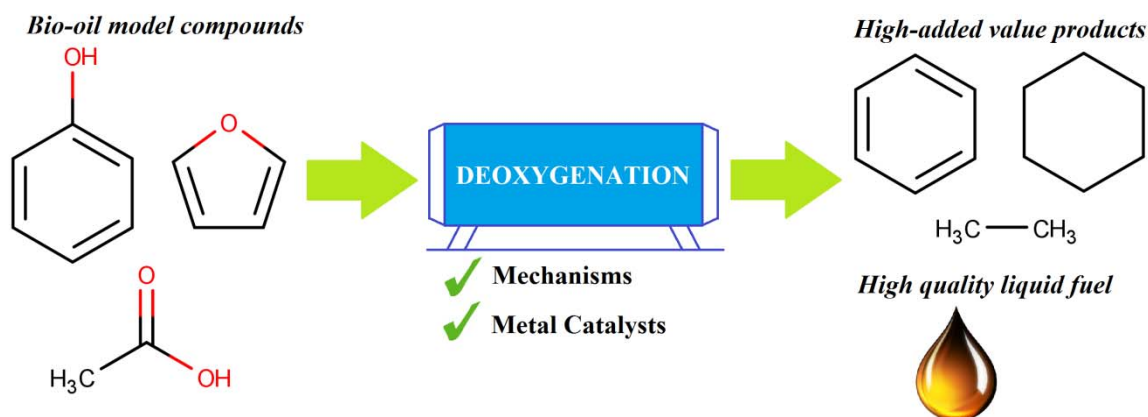 Bio-oil model compounds
OH
O
O
H₃C
OH
DEOXYGENATION
Mechanisms
Metal Catalysts
High-added value products
H₃C — CH₃
High quality liquid fuel